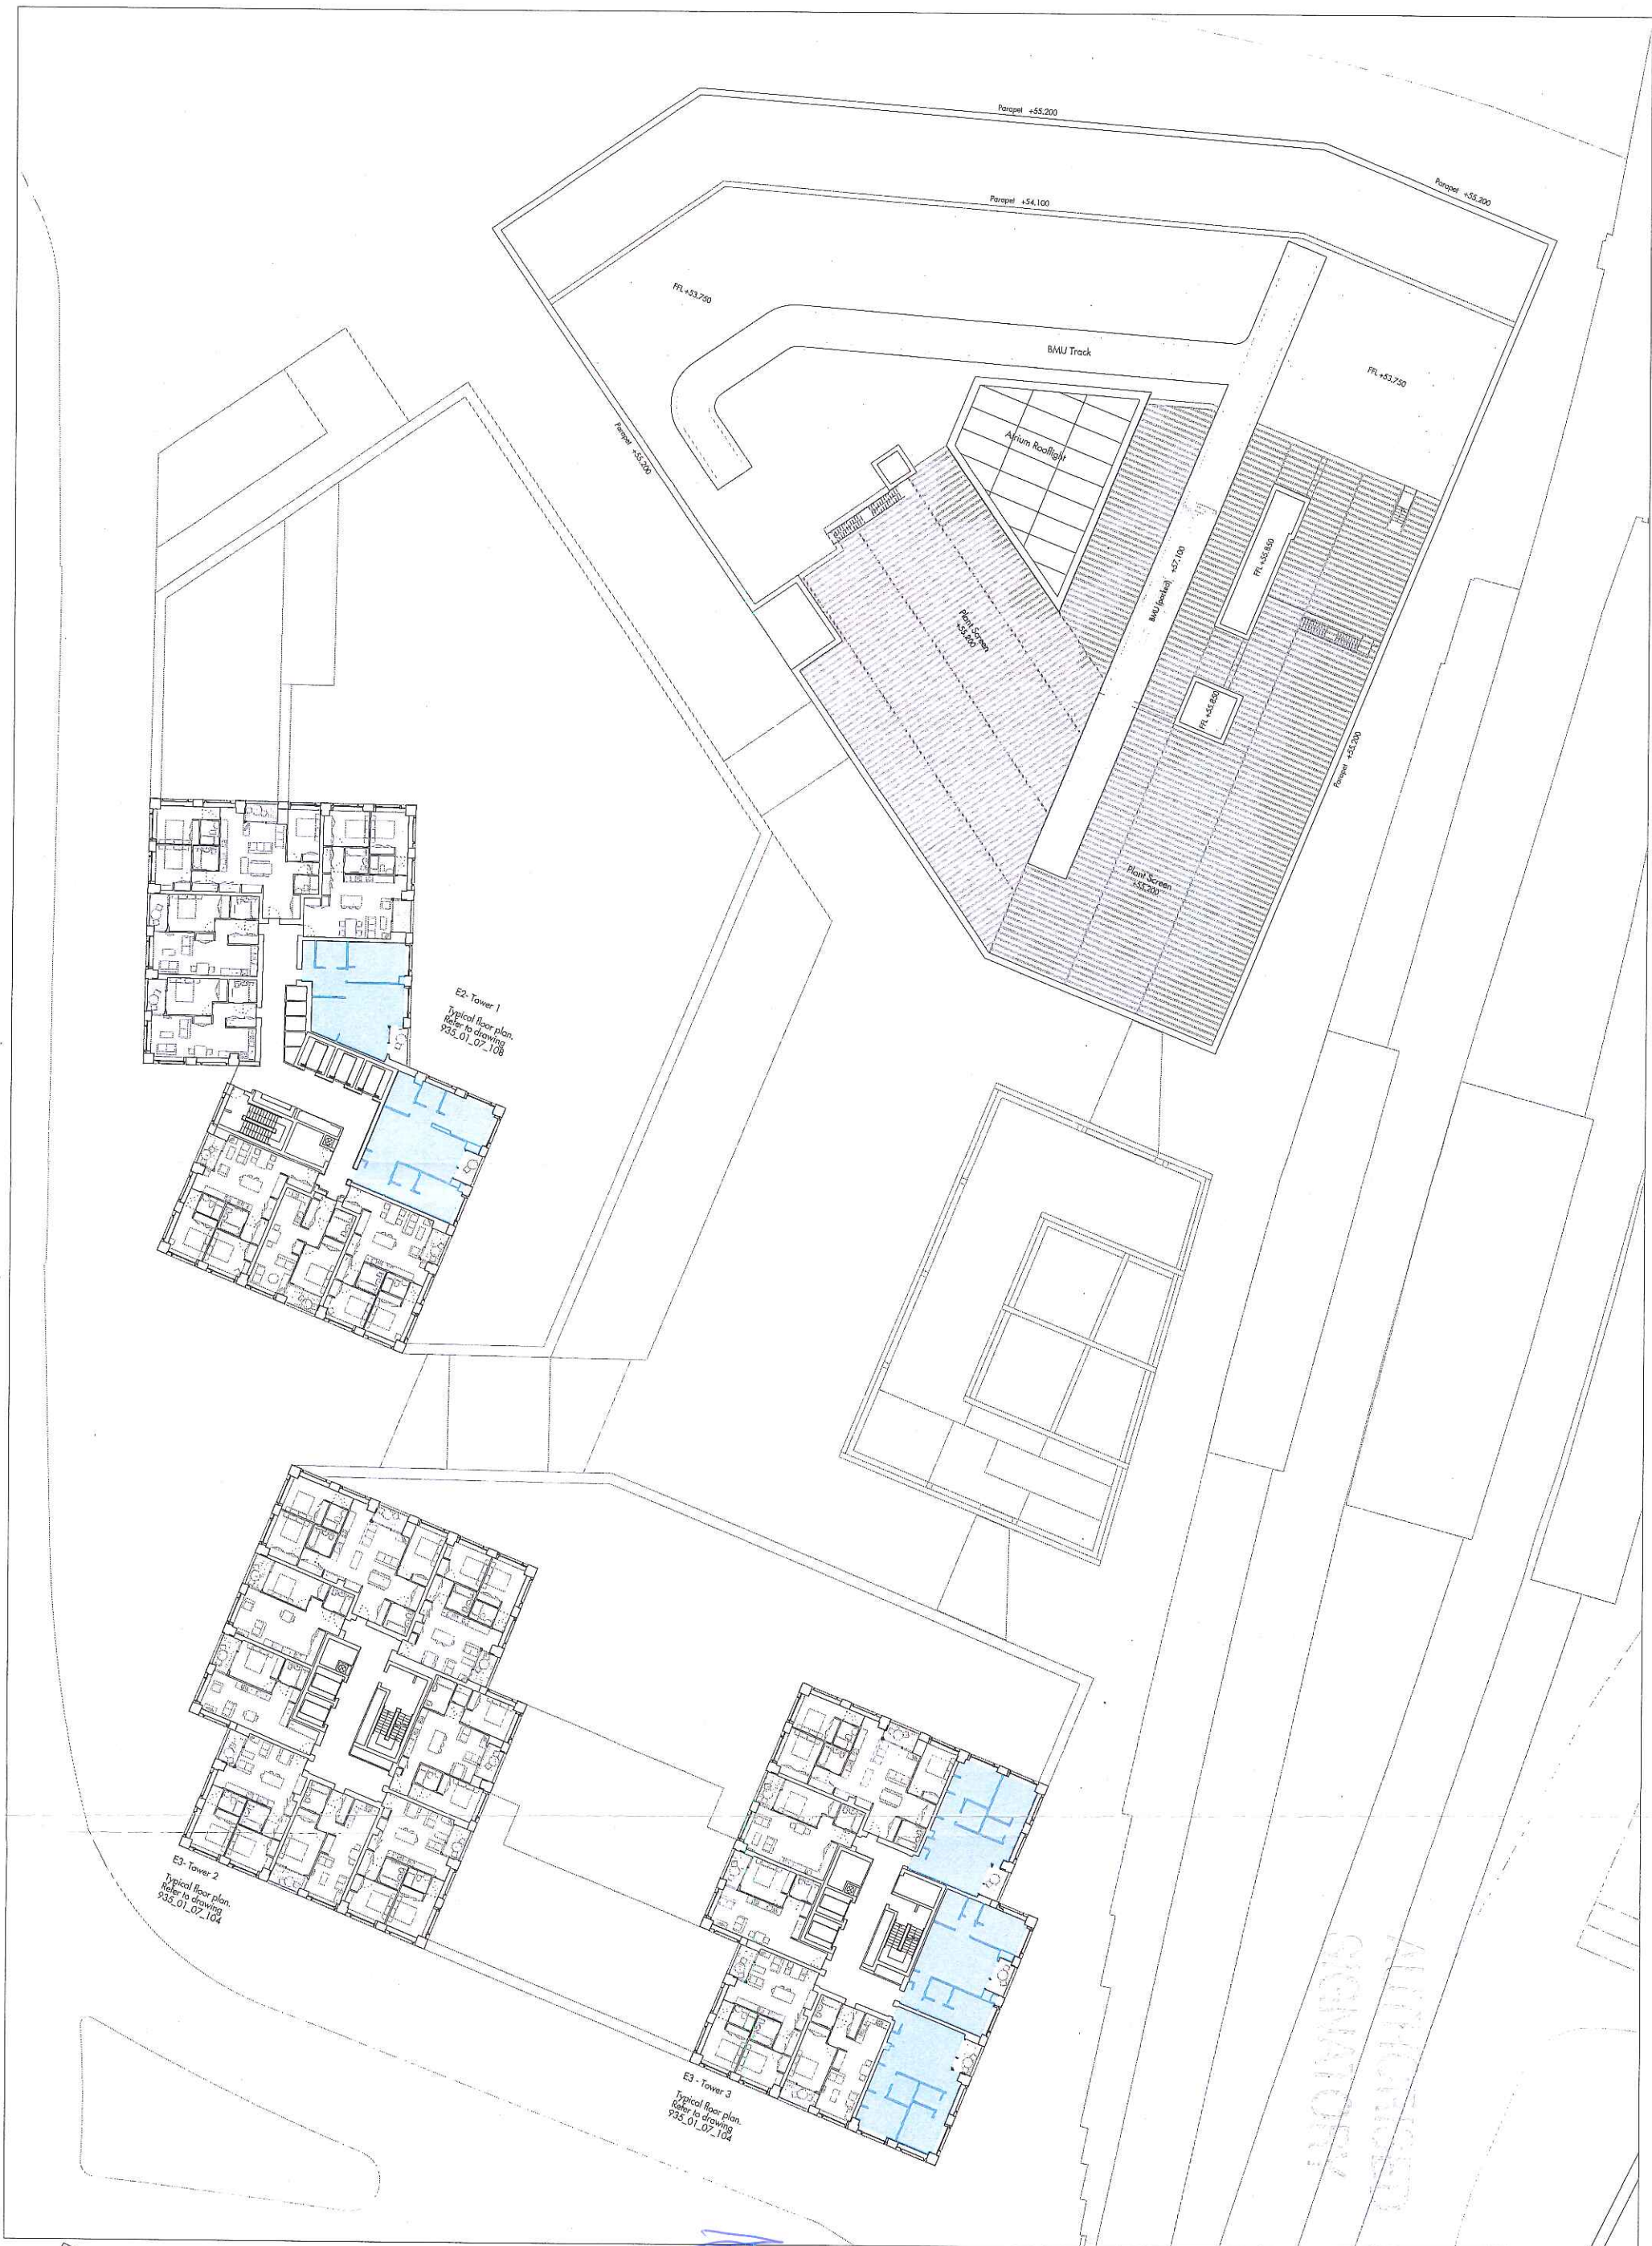 Parapet +55.200
Parapet +55.200
Parapet +54.100
FFL +53.750
BMU Track
FFL +53.750
Parapet +55.200
Atrium Rooflight
FFL +55.850
BMU (parked) +57.100
Plant Screen
+55.200
FFL +55.850
Parapet +55.200
Plant Screen
+55.200
E2- Tower 1
Typical floor plan.
Refer to drawing
935_01_07_108
E3- Tower 2
Typical floor plan.
Refer to drawing
935_01_07_104
E3 - Tower 3
Typical floor plan.
Refer to drawing
935_01_07_104